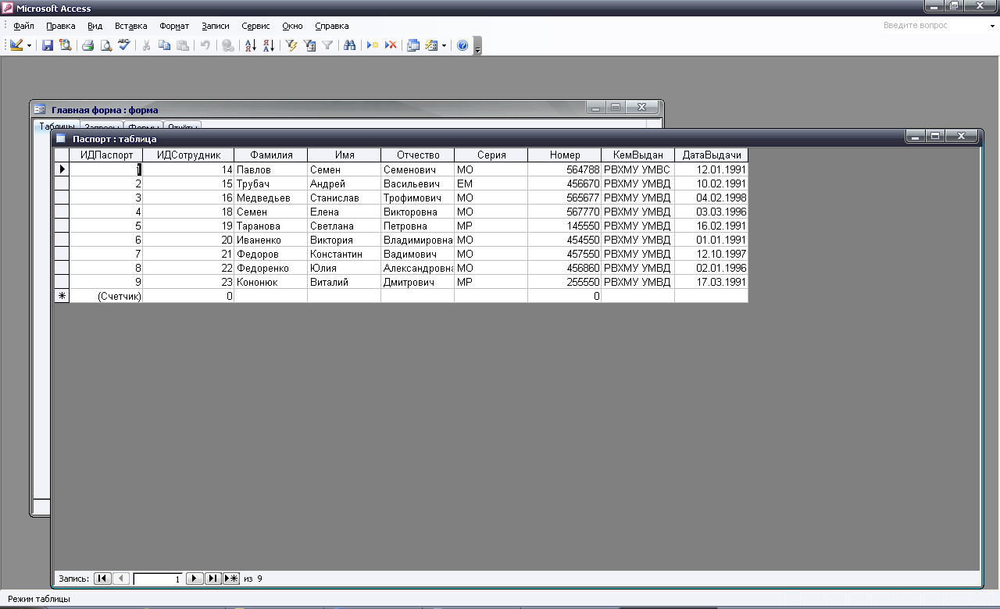 Microsoft Access
Файл Правка Вид Вставка Формат Записи Сервис Окно Справка Введите вопрос
Главная форма : форма
Таблицы Запросы Формы Отчёты
Паспорт : таблица
ИДПаспорт ИДСотрудник Фамилия Имя Отчество Серия Номер КемВыдан ДатаВыдачи
1 14 Павлов Семен Семенович МО 564788 РВХМУ УМВС 12.01.1991
2 15 Трубач Андрей Васильевич ЕМ 456670 РВХМУ УМВД 10.02.1991
3 16 Медведьев Станислав Трофимович МО 565677 РВХМУ УМВД 04.02.1998
4 18 Семен Елена Викторовна МО 567770 РВХМУ УМВД 03.03.1996
5 19 Таранова Светлана Петровна МР 145550 РВХМУ УМВД 16.02.1991
6 20 Иваненко Виктория Владимировна МО 454550 РВХМУ УМВД 01.01.1991
7 21 Федоров Константин Вадимович МО 457550 РВХМУ УМВД 12.10.1997
8 22 Федоренко Юлия Александровна МО 456860 РВХМУ УМВД 02.01.1996
9 23 Кононюк Виталий Дмитрович МР 255550 РВХМУ УМВД 17.03.1991
(Счетчик) 0 0
Запись: 1 из 9
Режим таблицы